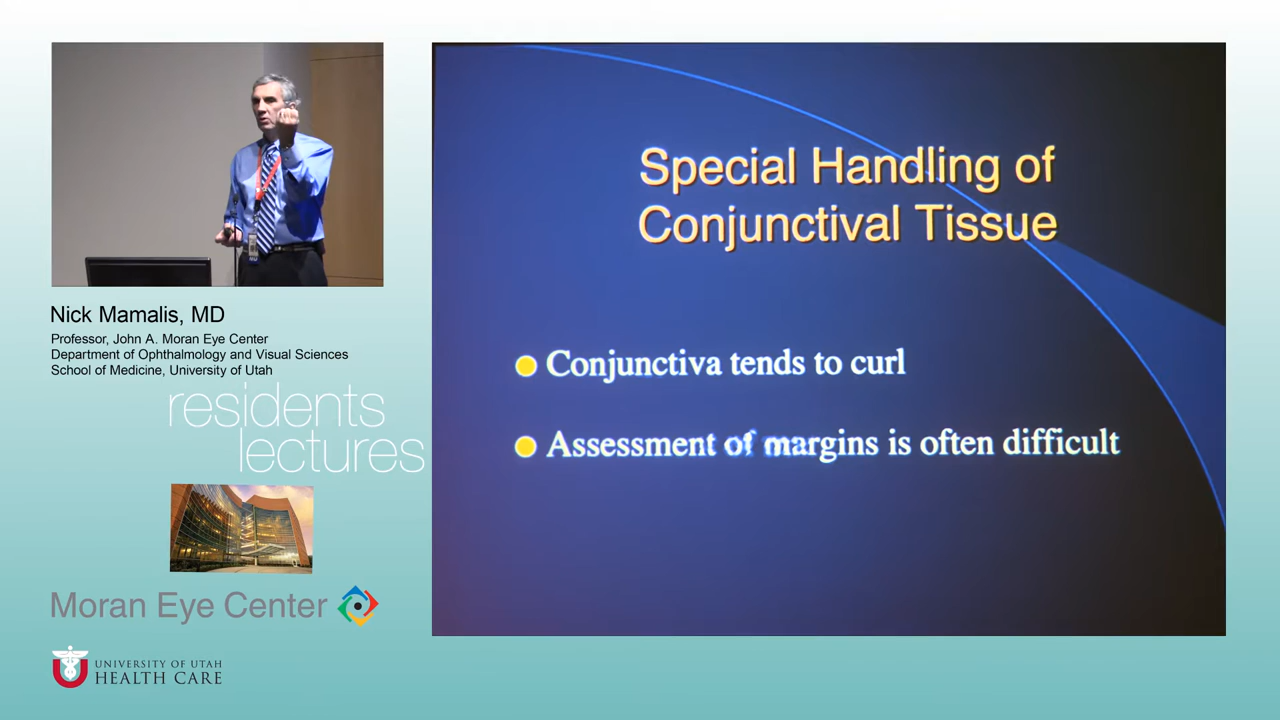 Nick Mamalis, MD
Professor, John A. Moran Eye Center
Department of Ophthalmology and Visual Sciences
School of Medicine, University of Utah
residents
lectures
Moran Eye Center
UNIVERSITY OF UTAH
HEALTH CARE
Special Handling of
Conjunctival Tissue
Conjunctiva tends to curl
Assessment of margins is often difficult